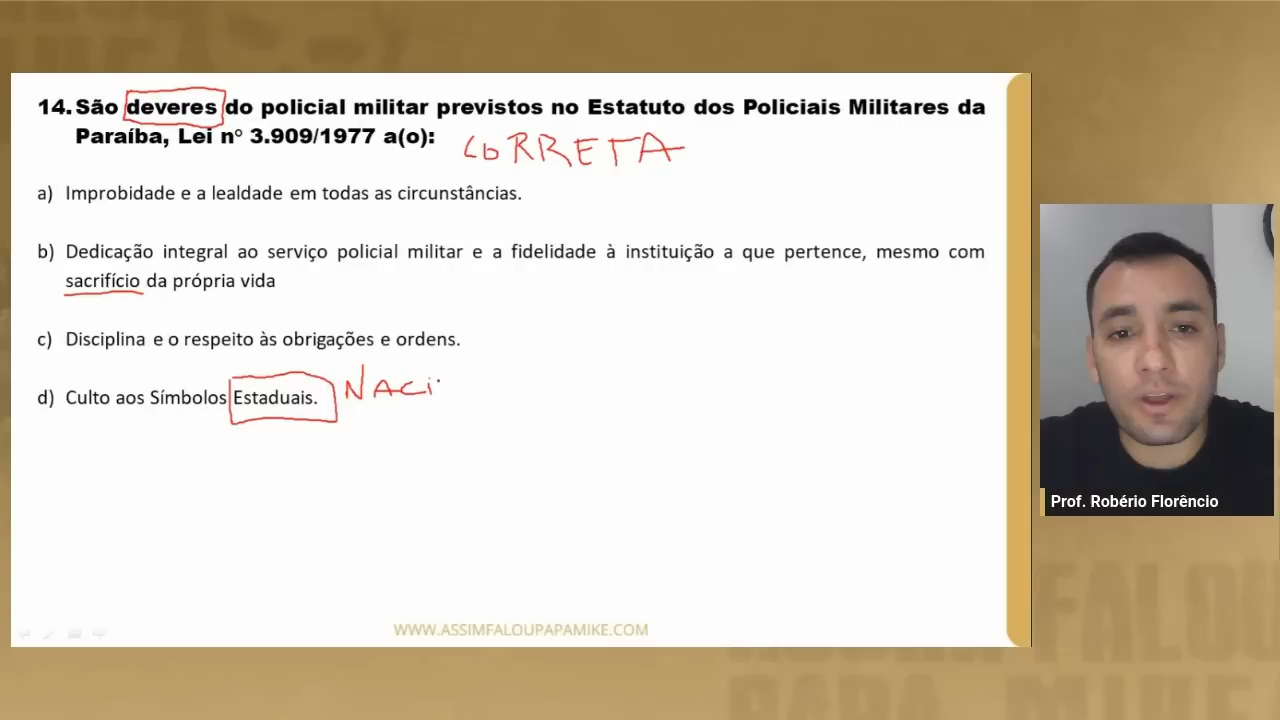 14. São deveres do policial militar previstos no Estatuto dos Policiais Militares da
Paraíba, Lei nº 3.909/1977 a(o):
CORRETA
a) Improbidade e a lealdade em todas as circunstâncias.
b) Dedicação integral ao serviço policial militar e a fidelidade à instituição a que pertence, mesmo com
sacrifício da própria vida
c) Disciplina e o respeito às obrigações e ordens.
d) Culto aos Símbolos Estaduais. NACI
Prof. Robério Florêncio
WWW.ASSIMFALOUPAPAMIKE.COM
FALOU